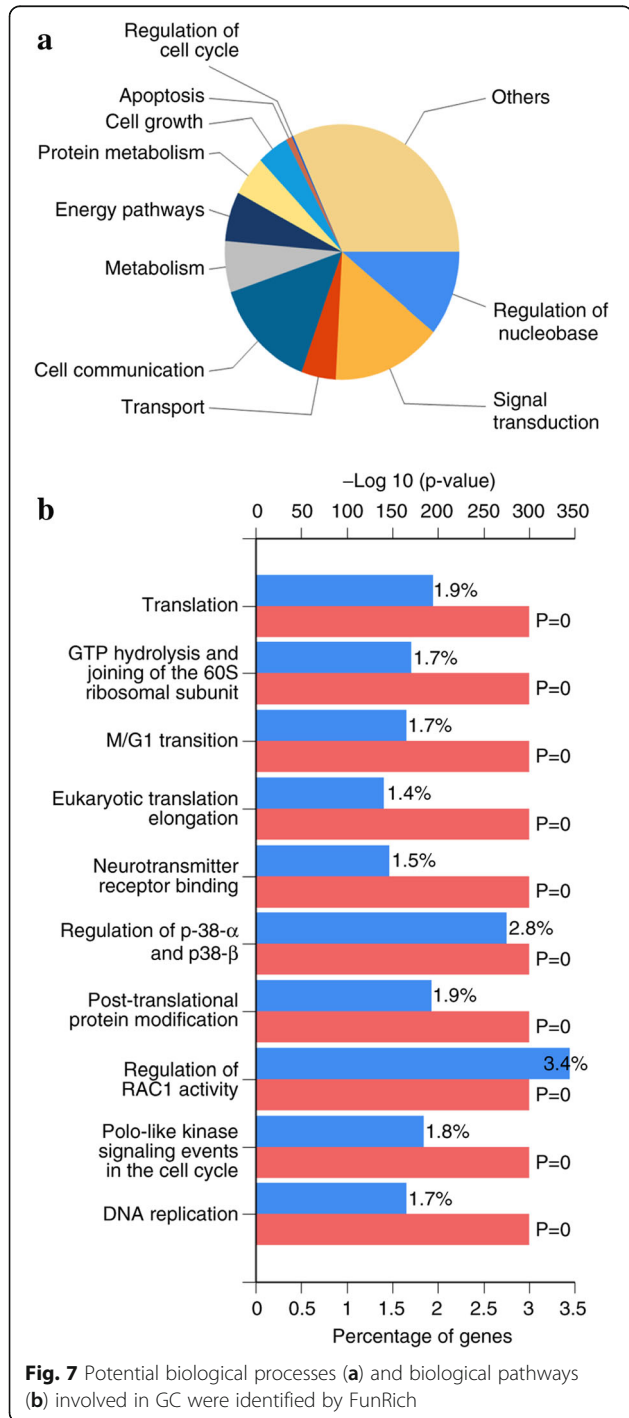 a
Regulation of
cell cycle
Apoptosis
Cell growth
Protein metabolism
Energy pathways
Metabolism
Cell communication
Transport
Others
Regulation of
nucleobase
Signal
transduction
b
–Log 10 (p-value)
0 50 100 150 200 250 300 350
Translation
1.9%
P=0
GTP hydrolysis and
joining of the 60S
ribosomal subunit
1.7%
P=0
M/G1 transition
1.7%
P=0
Eukaryotic translation
elongation
1.4%
P=0
Neurotransmitter
receptor binding
1.5%
P=0
Regulation of p-38-α
and p38-β
2.8%
P=0
Post-translational
protein modification
1.9%
P=0
Regulation of
RAC1 activity
3.4%
P=0
Polo-like kinase
signaling events
in the cell cycle
1.8%
P=0
DNA replication
1.7%
P=0
0 0.5 1 1.5 2 2.5 3 3.5
Percentage of genes
Fig. 7 Potential biological processes (a) and biological pathways
(b) involved in GC were identified by FunRich